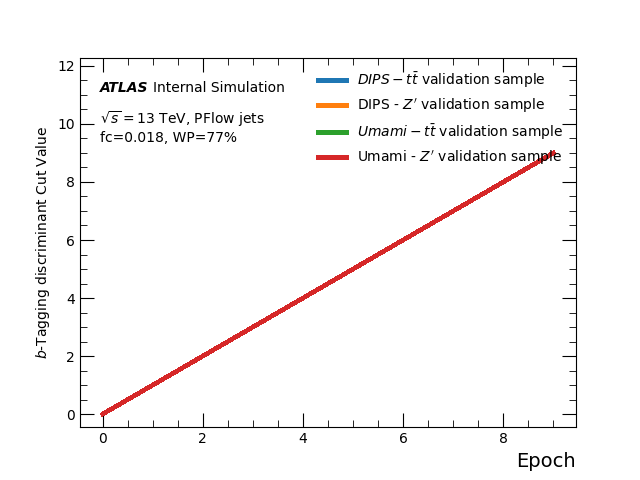 ATLAS Internal Simulation
√s = 13 TeV, PFlow jets
fc=0.018, WP=77%
DIPS − tt̄ validation sample
DIPS - Z′ validation sample
Umami − tt̄ validation sample
Umami - Z′ validation sample
b-Tagging discriminant Cut Value
12
10
8
6
4
2
0
0 2 4 6 8
Epoch